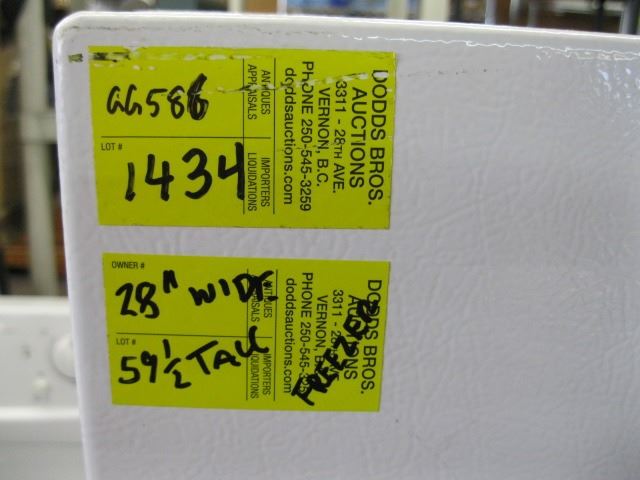 GG586
LOT #
1434
ANTIQUES
APPRAISALS
IMPORTERS
LIQUIDATIONS
DODDS BROS.
AUCTIONS
3311 - 28TH AVE.
VERNON, B.C.
PHONE 250-545-3259
doddsauctions.com
OWNER #
28" WIDE
LOT #
59 1/2 TALL
IMPORTERS
LIQUIDATIONS
DODDS BROS.
AUCTIONS
3311 - 28
VERNON, B.
PHONE 250-545-
doddsauctions.com
FREEZER